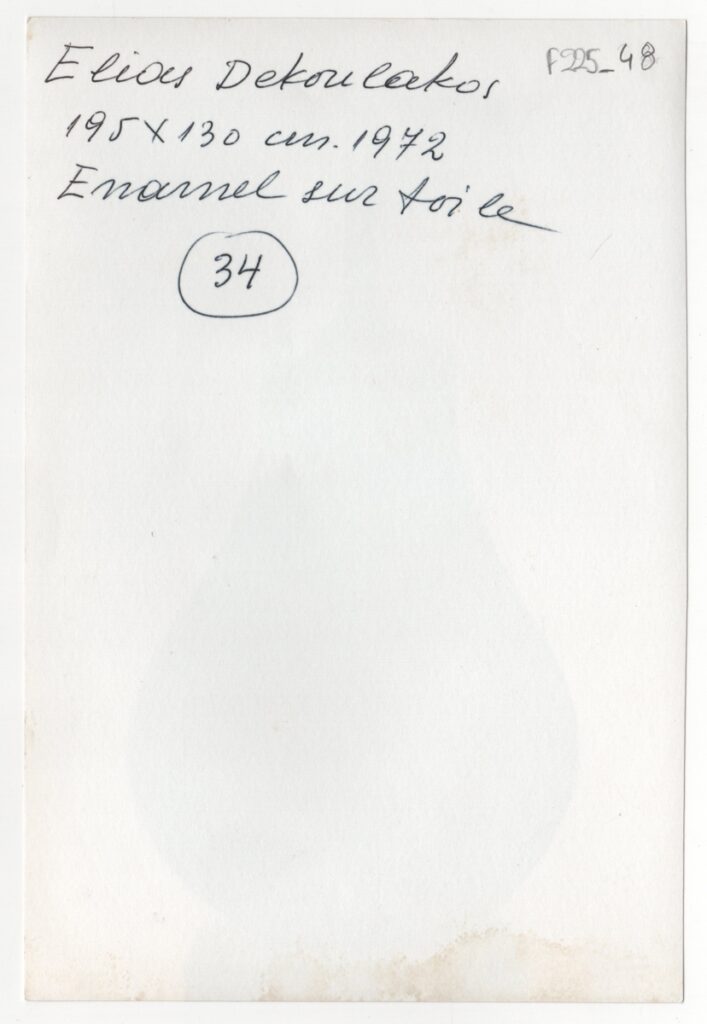 Elias Dekoulakos
F225_48
195 X 130 cm. 1972
Enamel sur toile
34